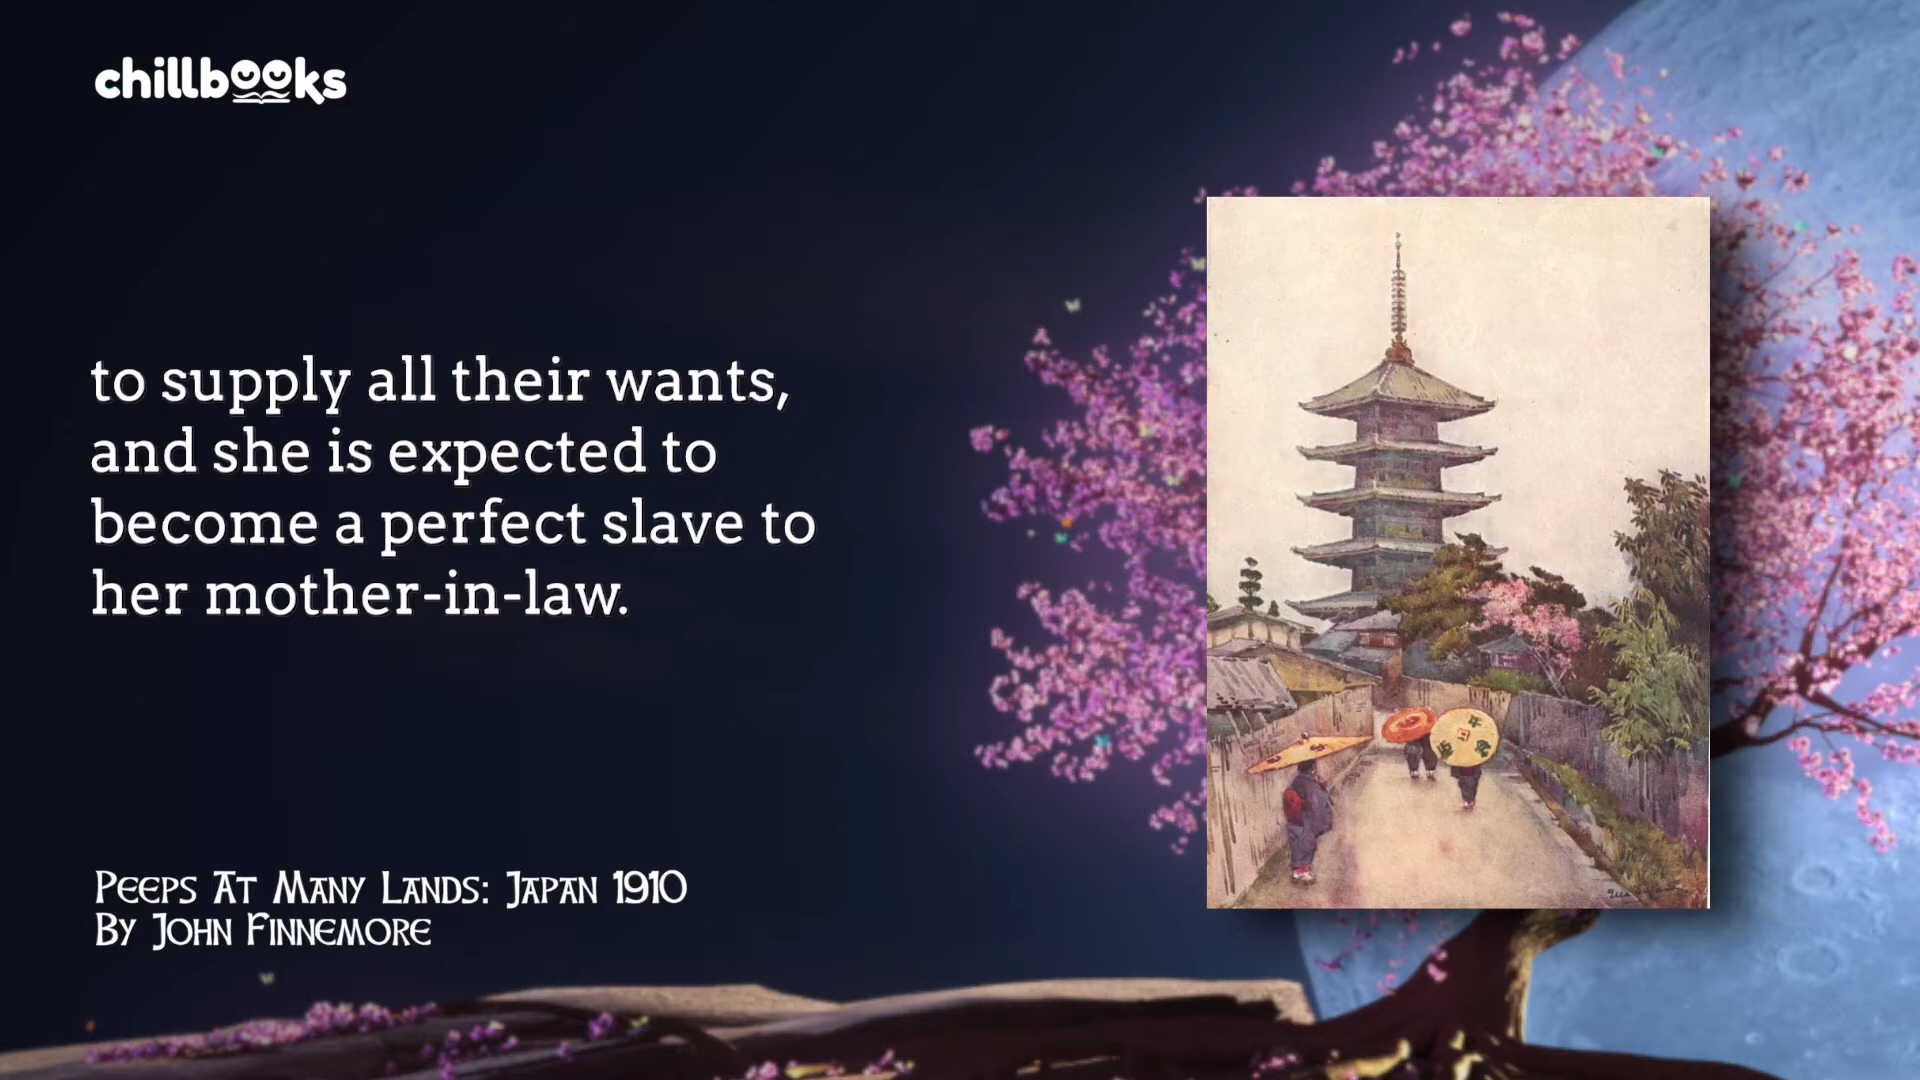 chillbooks
to supply all their wants,
and she is expected to
become a perfect slave to
her mother-in-law.
Peeps At Many Lands: Japan 1910
By John Finnemore